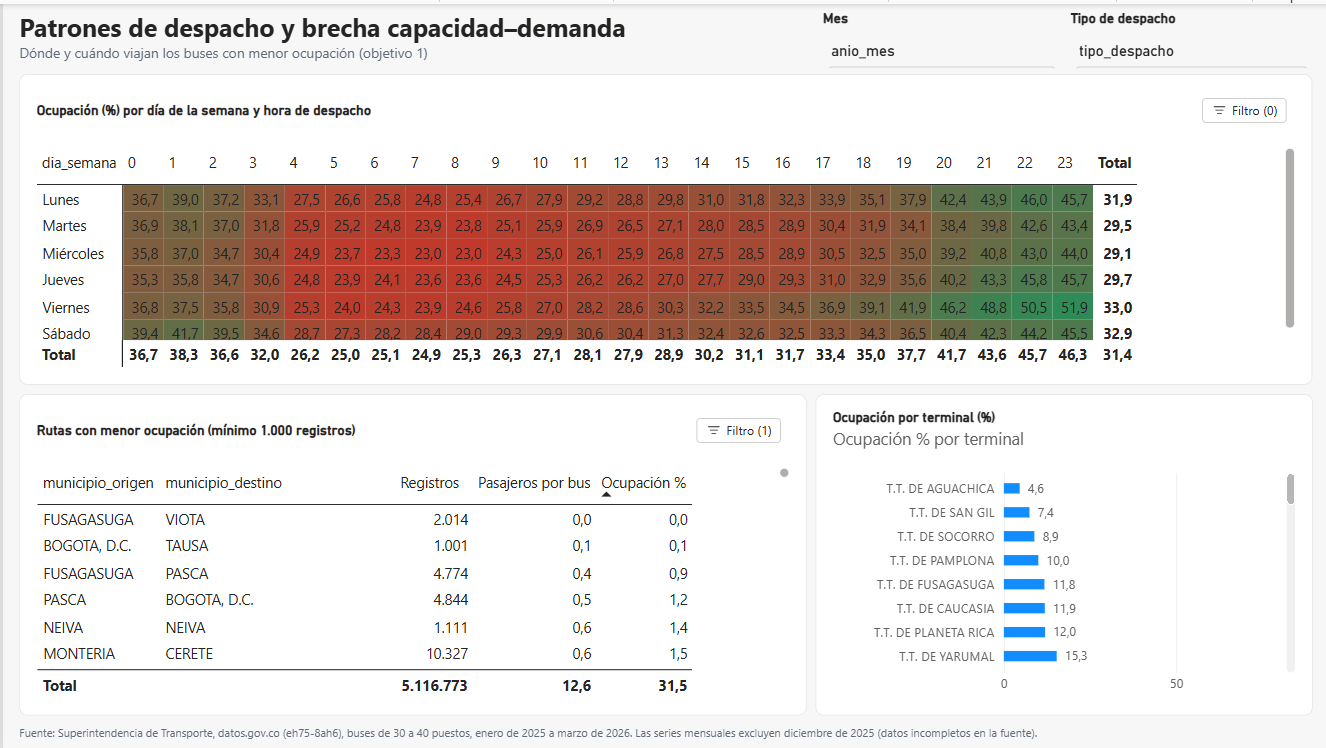 Patrones de despacho y brecha capacidad–demanda
Dónde y cuándo viajan los buses con menor ocupación (objetivo 1)
Mes
anio_mes
Tipo de despacho
tipo_despacho
Ocupación (%) por día de la semana y hora de despacho
Filtro (0)
dia_semana 0 1 2 3 4 5 6 7 8 9 10 11 12 13 14 15 16 17 18 19 20 21 22 23 Total
Lunes 36,7 39,0 37,2 33,1 27,5 26,6 25,8 24,8 25,4 26,7 27,9 29,2 28,8 29,8 31,0 31,8 32,3 33,9 35,1 37,9 42,4 43,9 46,0 45,7 31,9
Martes 36,9 38,1 37,0 31,8 25,9 25,2 24,8 23,9 23,8 25,1 25,9 26,9 26,5 27,1 28,0 28,5 28,9 30,4 31,9 34,1 38,4 39,8 42,6 43,4 29,5
Miércoles 35,8 37,0 34,7 30,4 24,9 23,7 23,3 23,0 23,0 24,3 25,0 26,1 25,9 26,8 27,5 28,5 28,9 30,5 32,5 35,0 39,2 40,8 43,0 44,0 29,1
Jueves 35,3 35,8 34,7 30,6 24,8 23,9 24,1 23,6 23,6 24,5 25,3 26,2 26,2 27,0 27,7 29,0 29,3 31,0 32,9 35,6 40,2 43,3 45,8 45,7 29,7
Viernes 36,8 37,5 35,8 30,9 25,3 24,0 24,3 23,9 24,6 25,8 27,0 28,2 28,6 30,3 32,2 33,5 34,5 36,9 39,1 41,9 46,2 48,8 50,5 51,9 33,0
Sábado 39,4 41,7 39,5 34,6 28,7 27,3 28,2 28,4 29,0 29,3 29,9 30,6 30,4 31,3 32,4 32,6 32,5 33,3 34,3 36,5 40,4 42,3 44,2 45,5 32,9
Total 36,7 38,3 36,6 32,0 26,2 25,0 25,1 24,9 25,3 26,3 27,1 28,1 27,9 28,9 30,2 31,1 31,7 33,4 35,0 37,7 41,7 43,6 45,7 46,3 31,4
Rutas con menor ocupación (mínimo 1.000 registros)
Filtro (1)
municipio_origen municipio_destino Registros Pasajeros por bus Ocupación %
FUSAGASUGA VIOTA 2.014 0,0 0,0
BOGOTA, D.C. TAUSA 1.001 0,1 0,1
FUSAGASUGA PASCA 4.774 0,4 0,9
PASCA BOGOTA, D.C. 4.844 0,5 1,2
NEIVA NEIVA 1.111 0,6 1,4
MONTERIA CERETE 10.327 0,6 1,5
Total 5.116.773 12,6 31,5
Ocupación por terminal (%)
Ocupación % por terminal
T.T. DE AGUACHICA 4,6
T.T. DE SAN GIL 7,4
T.T. DE SOCORRO 8,9
T.T. DE PAMPLONA 10,0
T.T. DE FUSAGASUGA 11,8
T.T. DE CAUCASIA 11,9
T.T. DE PLANETA RICA 12,0
T.T. DE YARUMAL 15,3
0 50
Fuente: Superintendencia de Transporte, datos.gov.co (eh75-8ah6), buses de 30 a 40 puestos, enero de 2025 a marzo de 2026. Las series mensuales excluyen diciembre de 2025 (datos incompletos en la fuente).